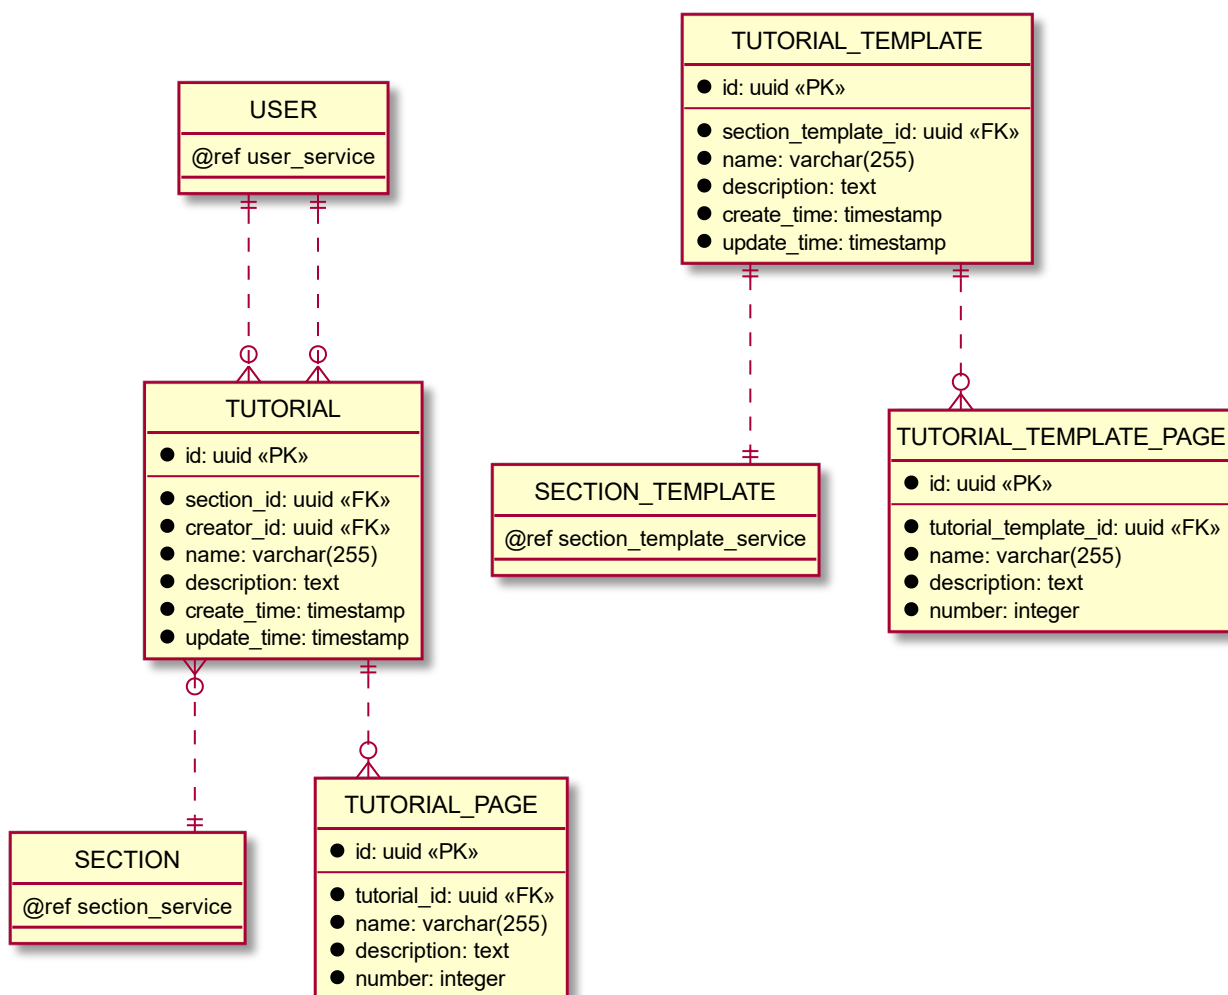 TUTORIAL_TEMPLATE
id: uuid «PK»
section_template_id: uuid «FK»
name: varchar(255)
description: text
create_time: timestamp
update_time: timestamp
USER
@ref user_service
TUTORIAL
id: uuid «PK»
section_id: uuid «FK»
creator_id: uuid «FK»
name: varchar(255)
description: text
create_time: timestamp
update_time: timestamp
SECTION_TEMPLATE
@ref section_template_service
TUTORIAL_TEMPLATE_PAGE
id: uuid «PK»
tutorial_template_id: uuid «FK»
name: varchar(255)
description: text
number: integer
SECTION
@ref section_service
TUTORIAL_PAGE
id: uuid «PK»
tutorial_id: uuid «FK»
name: varchar(255)
description: text
number: integer